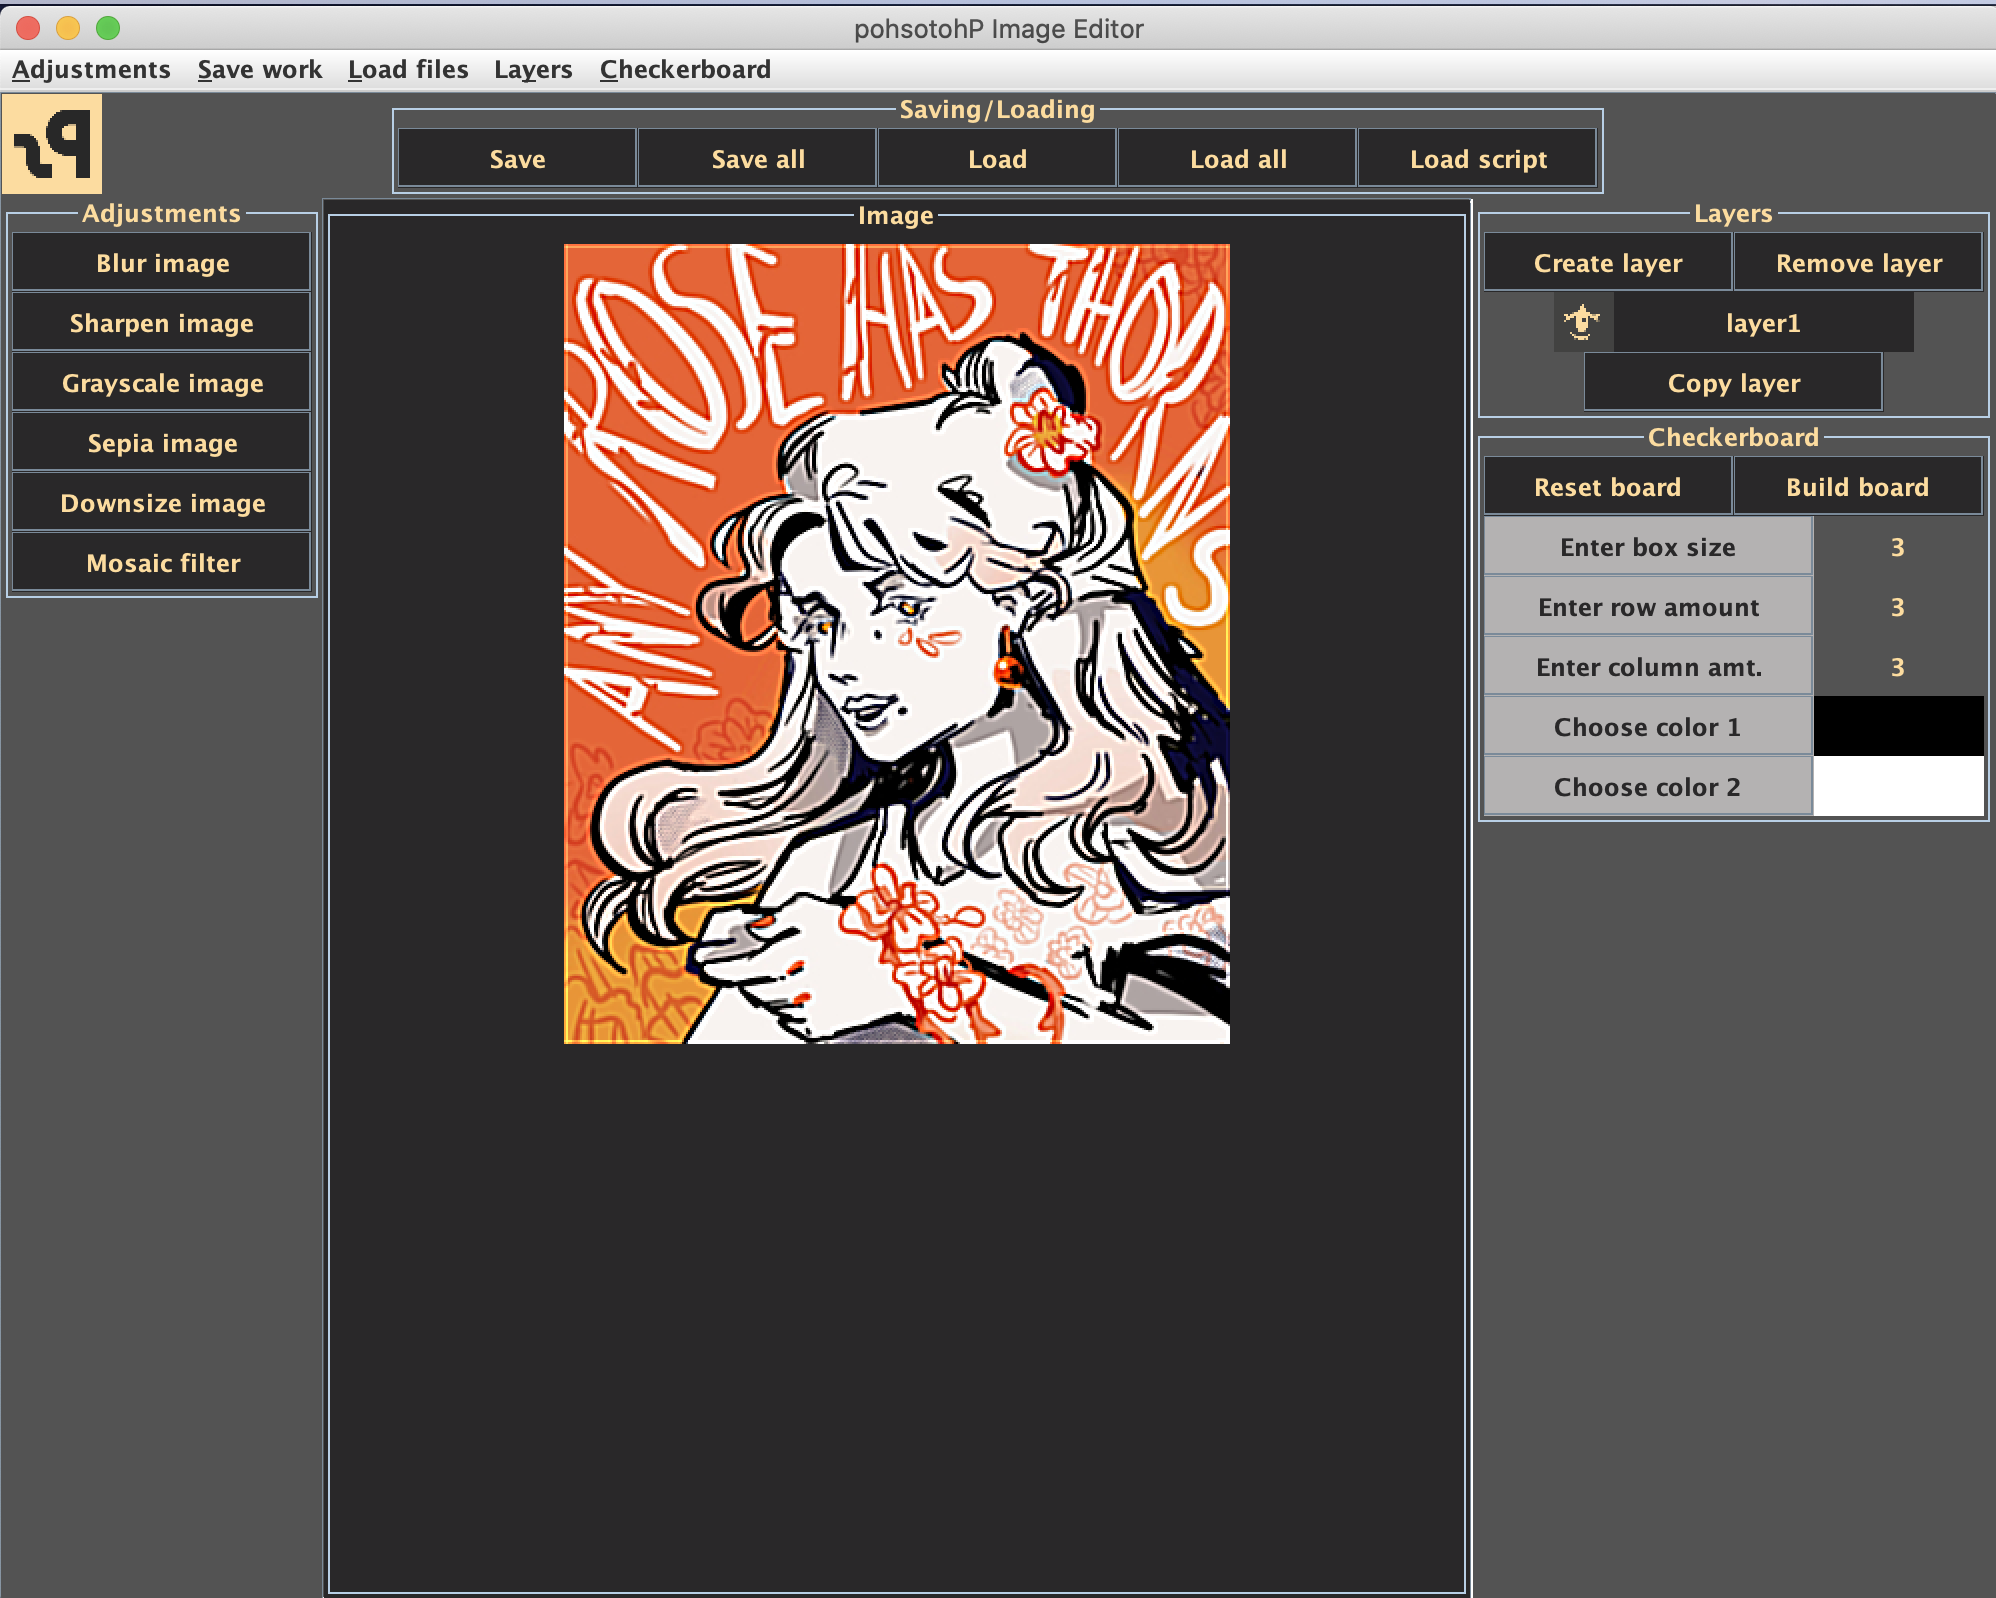 pohsotohP Image Editor
Adjustments Save work Load files Layers Checkerboard
Saving/Loading
Save Save all Load Load all Load script
Adjustments
Blur image
Sharpen image
Grayscale image
Sepia image
Downsize image
Mosaic filter
Image
ANY ROSE HAS THORNS
Layers
Create layer Remove layer
layer1
Copy layer
Checkerboard
Reset board Build board
Enter box size 3
Enter row amount 3
Enter column amt. 3
Choose color 1
Choose color 2